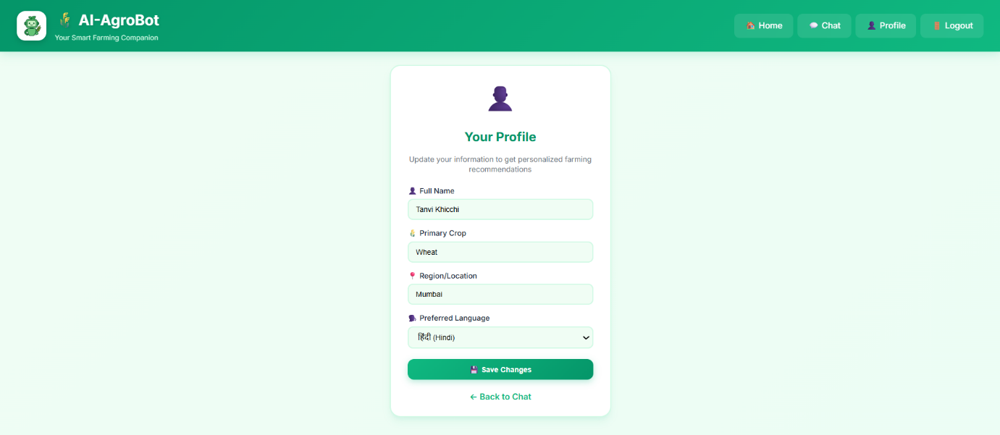 AI-AgroBot
Your Smart Farming Companion
Home
Chat
Profile
Logout
Your Profile
Update your information to get personalized farming
recommendations
Full Name
Tanvi Khicchi
Primary Crop
Wheat
Region/Location
Mumbai
Preferred Language
हिंदी (Hindi)
Save Changes
← Back to Chat